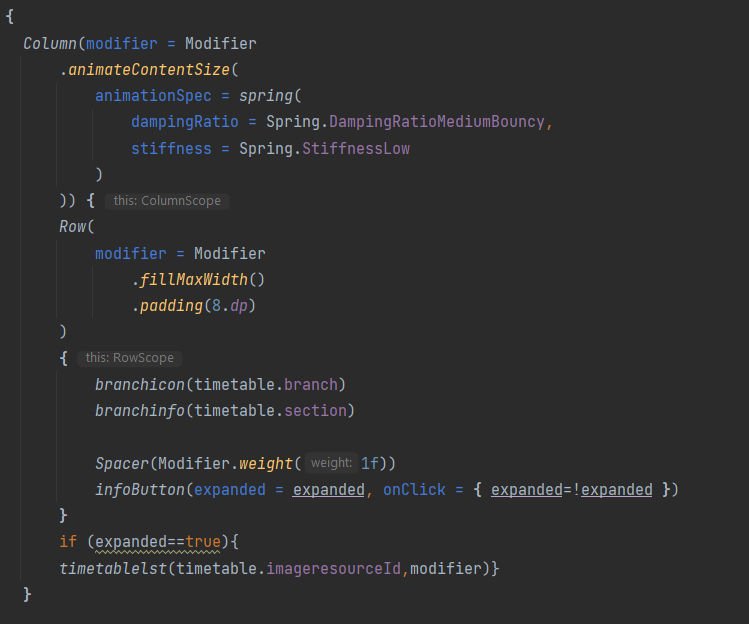 {
Column(modifier = Modifier
.animateContentSize(
animationSpec = spring(
dampingRatio = Spring.DampingRatioMediumBouncy,
stiffness = Spring.StiffnessLow
)
)) { this: ColumnScope
Row(
modifier = Modifier
.fillMaxWidth()
.padding(8.dp)
)
{ this: RowScope
branchicon(timetable.branch)
branchinfo(timetable.section)
Spacer(Modifier.weight( weight: 1f))
infoButton(expanded = expanded, onClick = { expanded=!expanded })
}
if (expanded==true){
timetablelst(timetable.imageresourceId,modifier)}
}